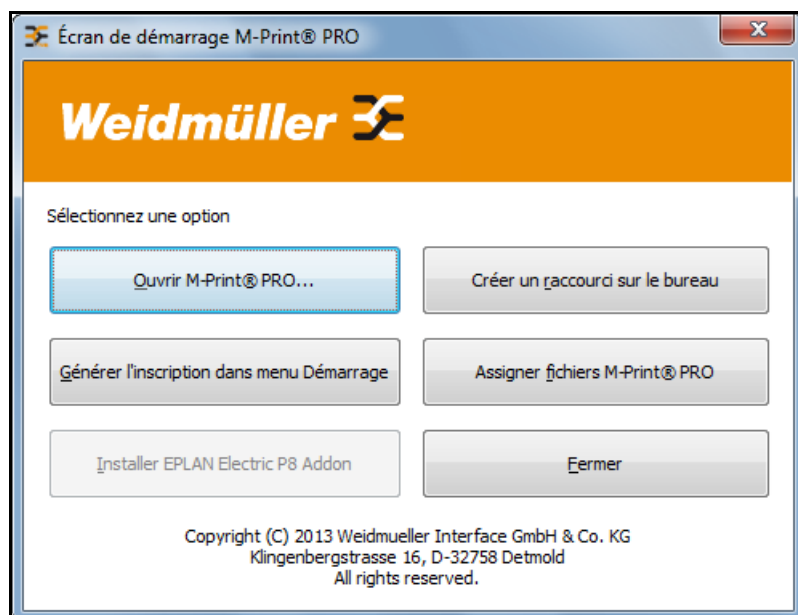 Écran de démarrage M-Print® PRO
Weidmüller
Sélectionnez une option
Ouvrir M-Print® PRO...
Créer un raccourci sur le bureau
Générer l'inscription dans menu Démarrage
Assigner fichiers M-Print® PRO
Installer EPLAN Electric P8 Addon
Fermer
Copyright (C) 2013 Weidmueller Interface GmbH & Co. KG
Klingenbergstrasse 16, D-32758 Detmold
All rights reserved.